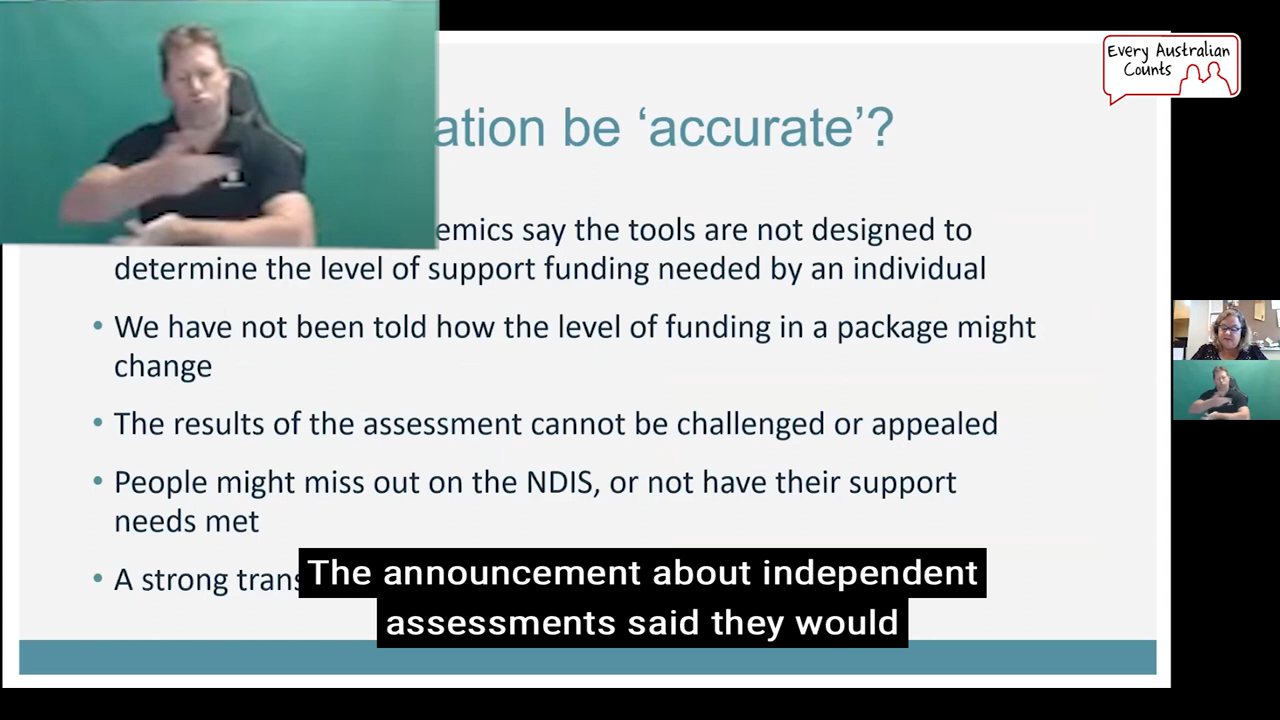 Every Australian
Counts
ation be ‘accurate’?
emics say the tools are not designed to
determine the level of support funding needed by an individual
• We have not been told how the level of funding in a package might
change
• The results of the assessment cannot be challenged or appealed
• People might miss out on the NDIS, or not have their support
needs met
• A strong trans
The announcement about independent
assessments said they would